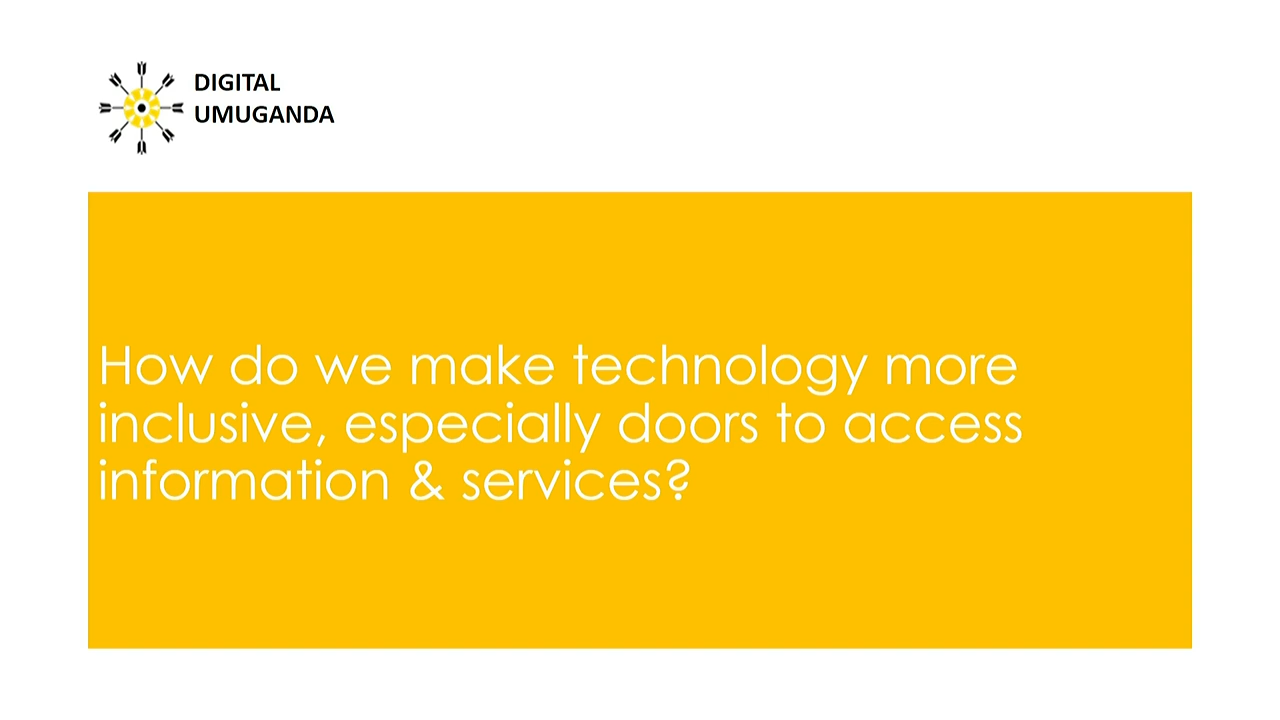 DIGITAL
UMUGANDA
How do we make technology more
inclusive, especially doors to access
information & services?